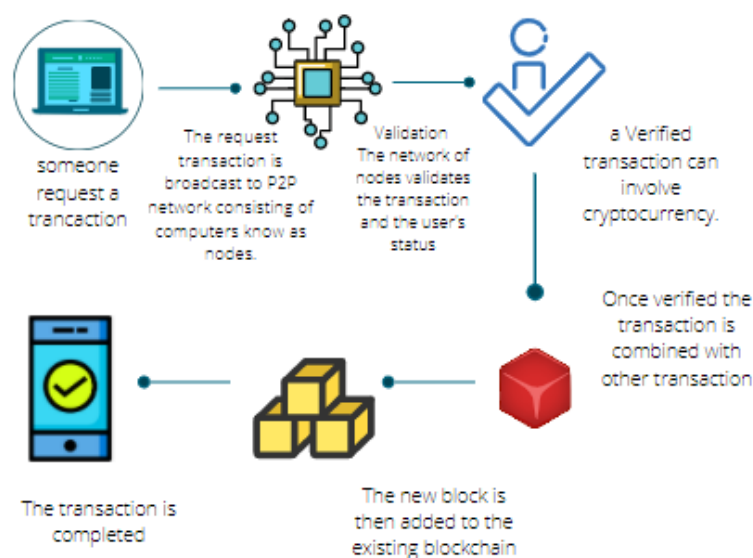 someone
request a
trancaction
The request
transaction is
broadcast to P2P
network consisting of
computers know as
nodes.
Validation
The network of
nodes validates
the transaction
and the user's
status
a Verified
transaction can
involve
cryptocurrency.
Once verified the
transaction is
combined with
other transaction
The new block is
then added to the
existing blockchain
The transaction is
completed